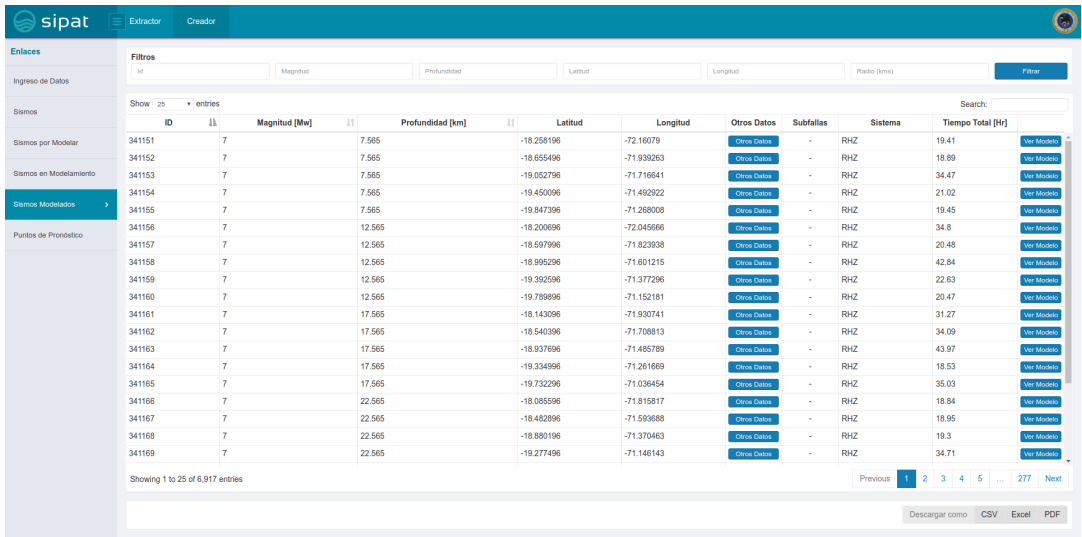 sipat Extractor Creador
Enlaces
Ingreso de Datos
Sismos
Sismos por Modelar
Sismos en Modelamiento
Sismos Modelados
Puntos de Pronóstico
Filtros
Id Magnitud Profundidad Latitud Longitud Radio (kms) Filtrar
Show 25 entries Search:
ID Magnitud [Mw] Profundidad [km] Latitud Longitud Otros Datos Subfallas Sistema Tiempo Total [Hr]
341151 7 7.565 -18.258196 -72.16079 Otros Datos - RHZ 19.41 Ver Modelo
341152 7 7.565 -18.655496 -71.939263 Otros Datos - RHZ 18.89 Ver Modelo
341153 7 7.565 -19.052796 -71.716641 Otros Datos - RHZ 34.47 Ver Modelo
341154 7 7.565 -19.450096 -71.492922 Otros Datos - RHZ 21.02 Ver Modelo
341155 7 7.565 -19.847396 -71.268008 Otros Datos - RHZ 19.45 Ver Modelo
341156 7 12.565 -18.200696 -72.045666 Otros Datos - RHZ 34.8 Ver Modelo
341157 7 12.565 -18.597996 -71.823938 Otros Datos - RHZ 20.48 Ver Modelo
341158 7 12.565 -18.995296 -71.601215 Otros Datos - RHZ 42.84 Ver Modelo
341159 7 12.565 -19.392596 -71.377296 Otros Datos - RHZ 22.63 Ver Modelo
341160 7 12.565 -19.789896 -71.152181 Otros Datos - RHZ 20.47 Ver Modelo
341161 7 17.565 -18.143096 -71.930741 Otros Datos - RHZ 31.27 Ver Modelo
341162 7 17.565 -18.540396 -71.708813 Otros Datos - RHZ 34.09 Ver Modelo
341163 7 17.565 -18.937696 -71.485789 Otros Datos - RHZ 43.97 Ver Modelo
341164 7 17.565 -19.334996 -71.261669 Otros Datos - RHZ 18.53 Ver Modelo
341165 7 17.565 -19.732296 -71.036454 Otros Datos - RHZ 35.03 Ver Modelo
341166 7 22.565 -18.085596 -71.815817 Otros Datos - RHZ 18.84 Ver Modelo
341167 7 22.565 -18.482896 -71.593688 Otros Datos - RHZ 18.95 Ver Modelo
341168 7 22.565 -18.880196 -71.370463 Otros Datos - RHZ 19.3 Ver Modelo
341169 7 22.565 -19.277496 -71.146143 Otros Datos - RHZ 34.71 Ver Modelo
Showing 1 to 25 of 6,917 entries Previous 1 2 3 4 5 ... 277 Next
Descargar como CSV Excel PDF